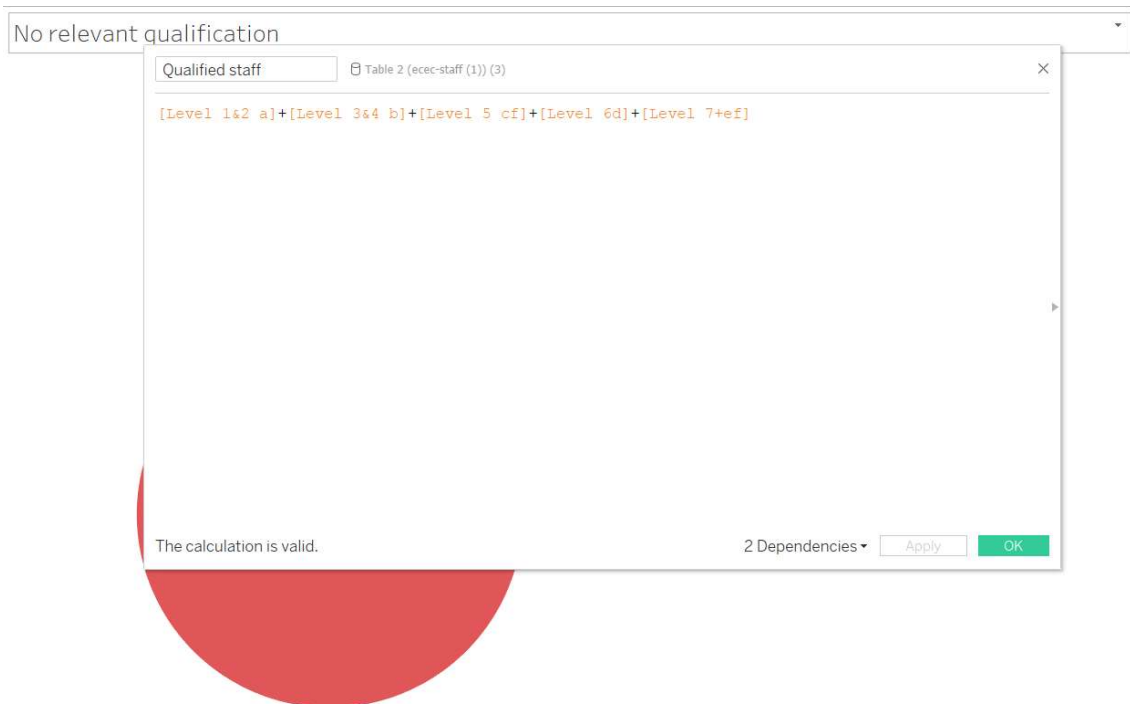 No relevant qualification
Qualified staff
Table 2 (ecec-staff (1)) (3)
[Level 1&2 a]+[Level 3&4 b]+[Level 5 cf]+[Level 6d]+[Level 7+ef]
The calculation is valid.
2 Dependencies
Apply
OK